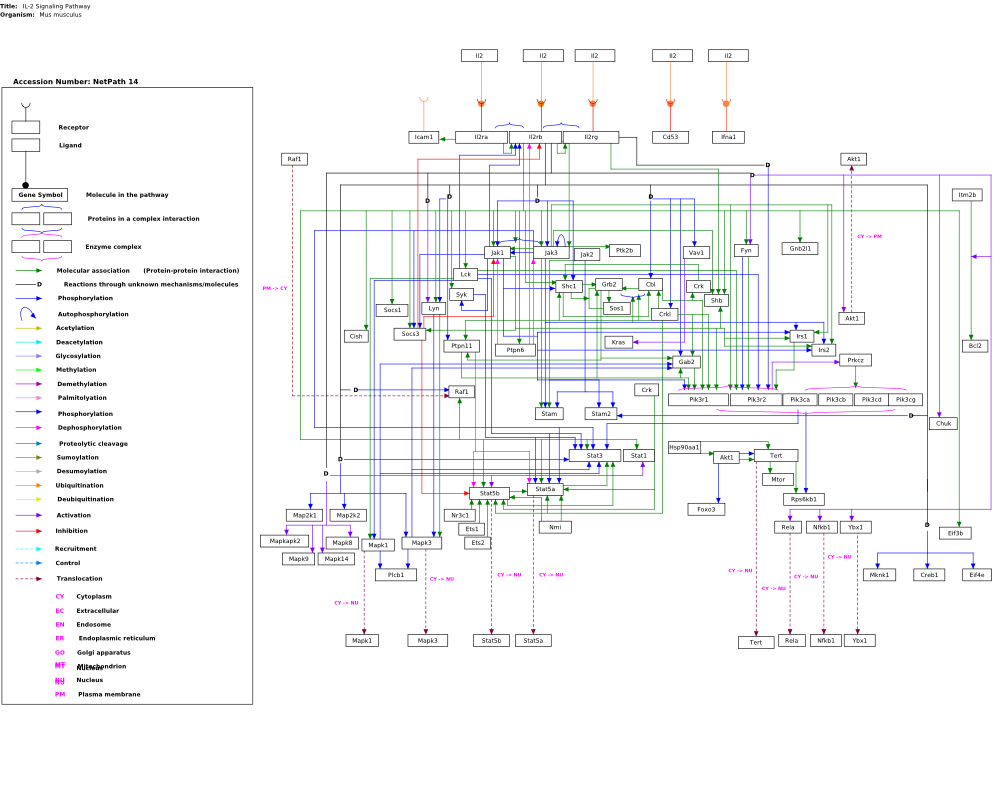 Title: IL-2 Signaling Pathway
Organism: Mus musculus
Accession Number: NetPath 14
Receptor
Ligand
Gene Symbol Molecule in the pathway
Proteins in a complex interaction
Enzyme complex
Molecular association (Protein-protein interaction)
D Reactions through unknown mechanisms/molecules
Phosphorylation
Autophosphorylation
Acetylation
Deacetylation
Glycosylation
Methylation
Demethylation
Palmitolyation
Phosphorylation
Dephosphorylation
Proteolytic cleavage
Sumoylation
Desumoylation
Ubiquitination
Deubiquitination
Activation
Inhibition
Recruitment
Control
Translocation
CY Cytoplasm
EC Extracellular
EN Endosome
ER Endoplasmic reticulum
GO Golgi apparatus
MT Mitochondrion
Nucleus
NU Nucleus
PM Plasma membrane
Il2 Il2 Il2 Il2 Il2
Icam1 Il2ra Il2rb Il2rg Cd53 Ifna1
Raf1 Akt1
D
D
Itm2b
D D D D
CY -> PM
Jak1 Jak3 Jak2 Ptk2b Vav1 Fyn Gnb2l1
Lck
PM -> CY
Syk Shc1 Grb2 Cbl Crk Shb
Socs1 Lyn Sos1 Crkl Akt1
Cish Socs3 Ptpn11 Ptpn6 Kras Irs1 Irs2 Bcl2
Gab2 Prkcz
D Raf1 Crk
Pik3r1 Pik3r2 Pik3ca Pik3cb Pik3cd Pik3cg
Stam Stam2 D Chuk
Hsp90aa1
D Stat3 Stat1 Akt1 Tert
D Mtor
Stat5b Stat5a Rps6kb1
Foxo3
Map2k1 Map2k2 Nr3c1
Ets1 Nmi Rela Nfkb1 Ybx1 D Eif3b
Mapkapk2 Mapk8 Mapk1 Mapk3 Ets2
Mapk9 Mapk14
CY -> NU
Plcb1 CY -> NU CY -> NU CY -> NU CY -> NU CY -> NU Mknk1 Creb1 Eif4e
CY -> NU CY -> NU
Mapk1 Mapk3 Stat5b Stat5a Tert Rela Nfkb1 Ybx1